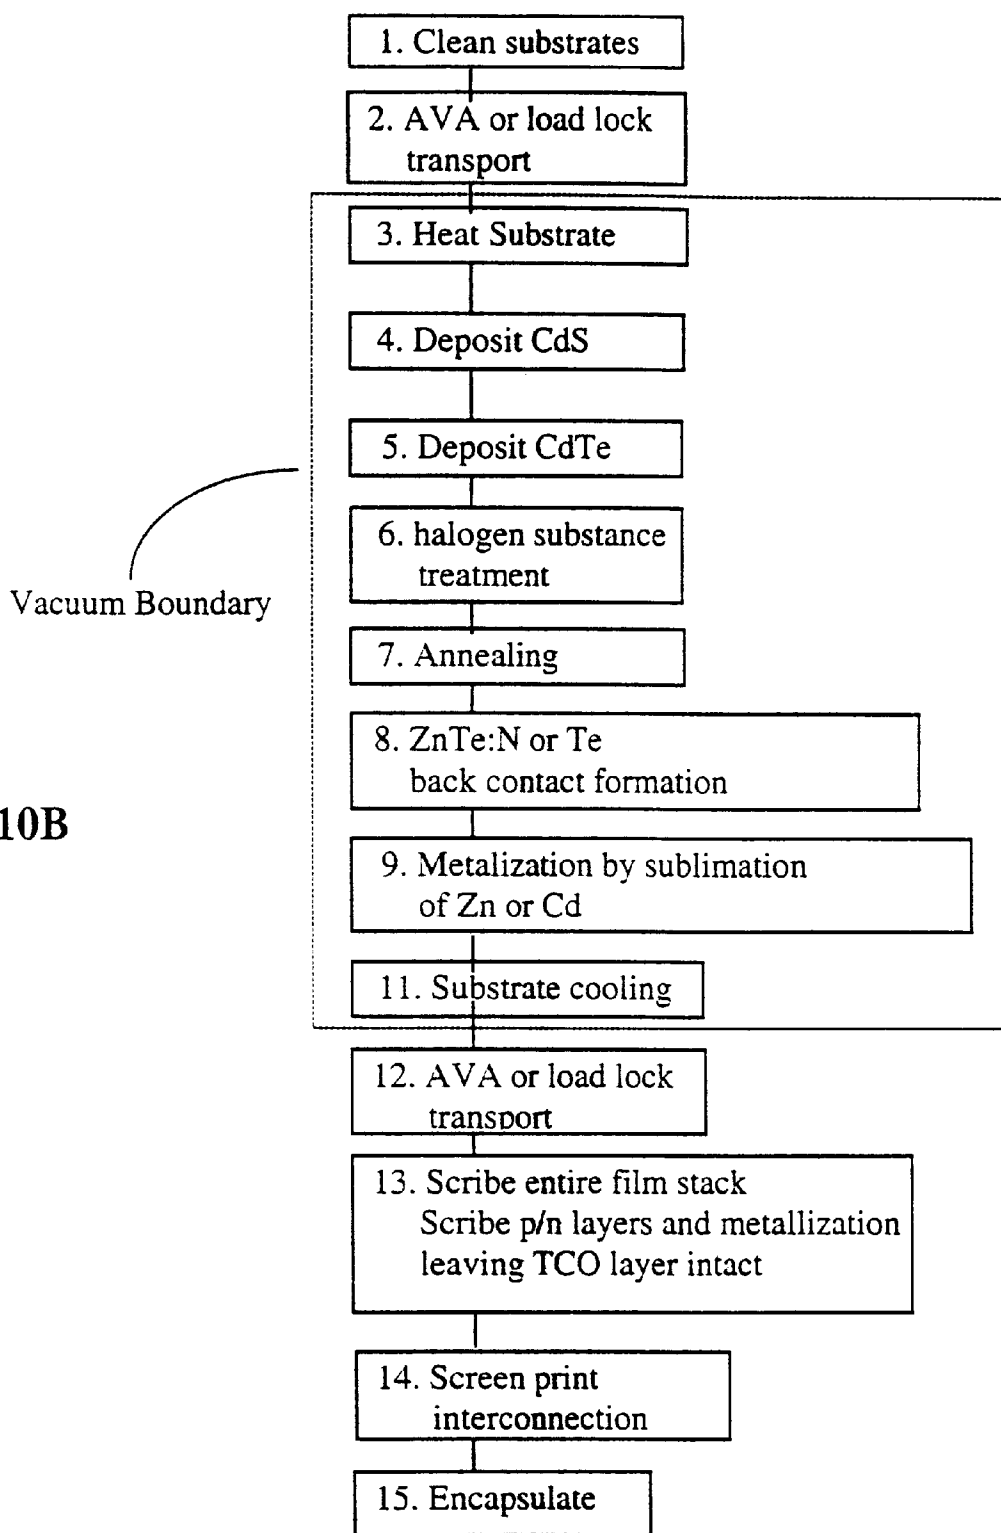 1. Clean substrates
2. AVA or load lock
transport
3. Heat Substrate
4. Deposit CdS
5. Deposit CdTe
6. halogen substance
treatment
Vacuum Boundary
7. Annealing
8. ZnTe:N or Te
back contact formation
10B
9. Metalization by sublimation
of Zn or Cd
11. Substrate cooling
12. AVA or load lock
transport
13. Scribe entire film stack
Scribe p/n layers and metallization
leaving TCO layer intact
14. Screen print
interconnection
15. Encapsulate